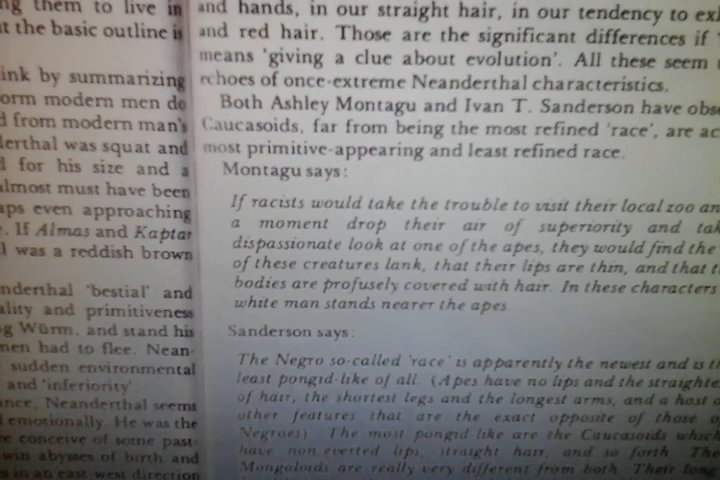 ng them to live in
t the basic outline is
ink by summarizing
orm modern men do
d from modern man's
lerthal was squat and
d for his size and a
almost must have been
aps even approaching
. If Almas and Kaptar
l was a reddish brown
nderthal 'bestial' and
ality and primitiveness
g Würm, and stand his
men had to flee. Nean-
sudden environmental
and 'inferiority'
ance, Neanderthal seems
d emotionally. He was the
e conceive of some past-
win abysses of birth and
s in an east-west direction
and hands, in our straight hair, in our tendency to ex
and red hair. Those are the significant differences if
means 'giving a clue about evolution'. All these seem
echoes of once-extreme Neanderthal characteristics.
Both Ashley Montagu and Ivan T. Sanderson have obse
Caucasoids, far from being the most refined 'race', are ac
most primitive-appearing and least refined race.
Montagu says:
If racists would take the trouble to visit their local zoo an
a moment drop their air of superiority and tak
dispassionate look at one of the apes, they would find the
of these creatures lank, that their lips are thin, and that t
bodies are profusely covered with hair. In these characters
white man stands nearer the apes.
Sanderson says:
The Negro so-called 'race' is apparently the newest and is th
least pongid-like of all. (Apes have no lips and the straighte
of hair, the shortest legs and the longest arms, and a host o
other features that are the exact opposite of those o
Negroes) The most pongid-like are the Caucasoids which
have non everted lips, straight hair, and so forth. The
Mongoloids are really very different from both. Their long